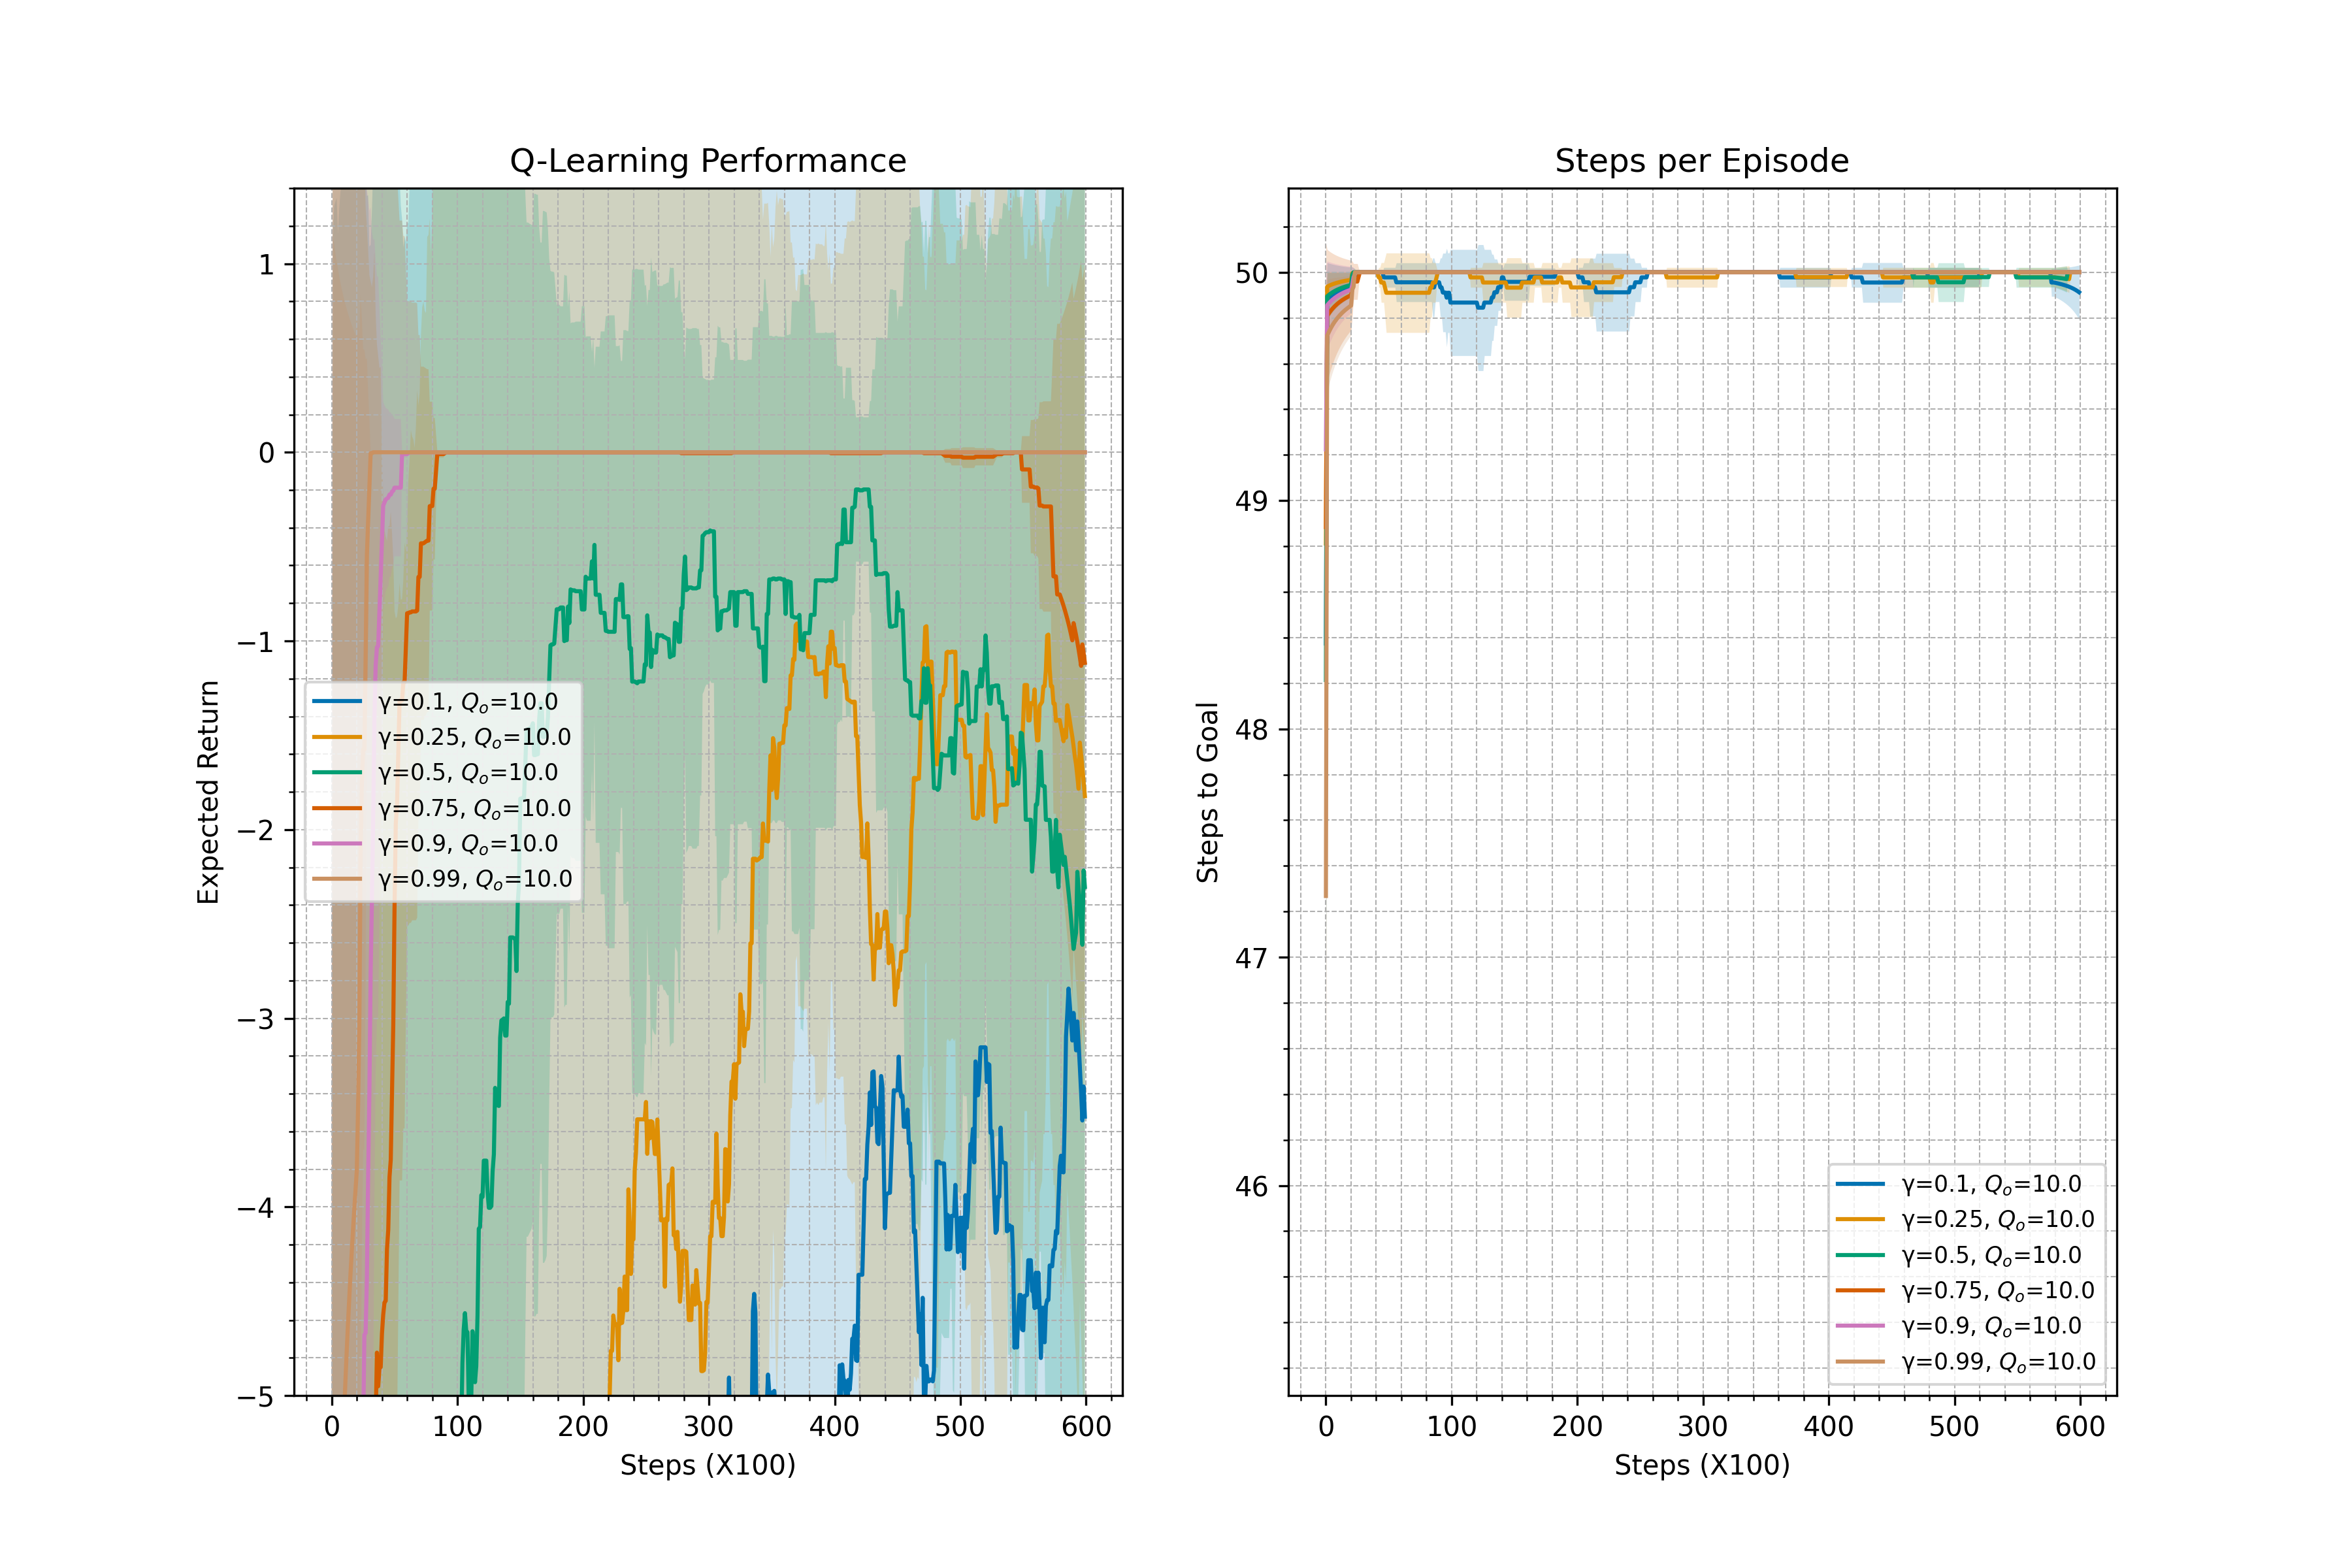 Q-Learning Performance
1
0
−1
−2
−3
−4
−5
Expected Return
γ=0.1, Qₒ=10.0
γ=0.25, Qₒ=10.0
γ=0.5, Qₒ=10.0
γ=0.75, Qₒ=10.0
γ=0.9, Qₒ=10.0
γ=0.99, Qₒ=10.0
0 100 200 300 400 500 600
Steps (X100)
Steps per Episode
50
49
48
47
46
Steps to Goal
γ=0.1, Qₒ=10.0
γ=0.25, Qₒ=10.0
γ=0.5, Qₒ=10.0
γ=0.75, Qₒ=10.0
γ=0.9, Qₒ=10.0
γ=0.99, Qₒ=10.0
0 100 200 300 400 500 600
Steps (X100)